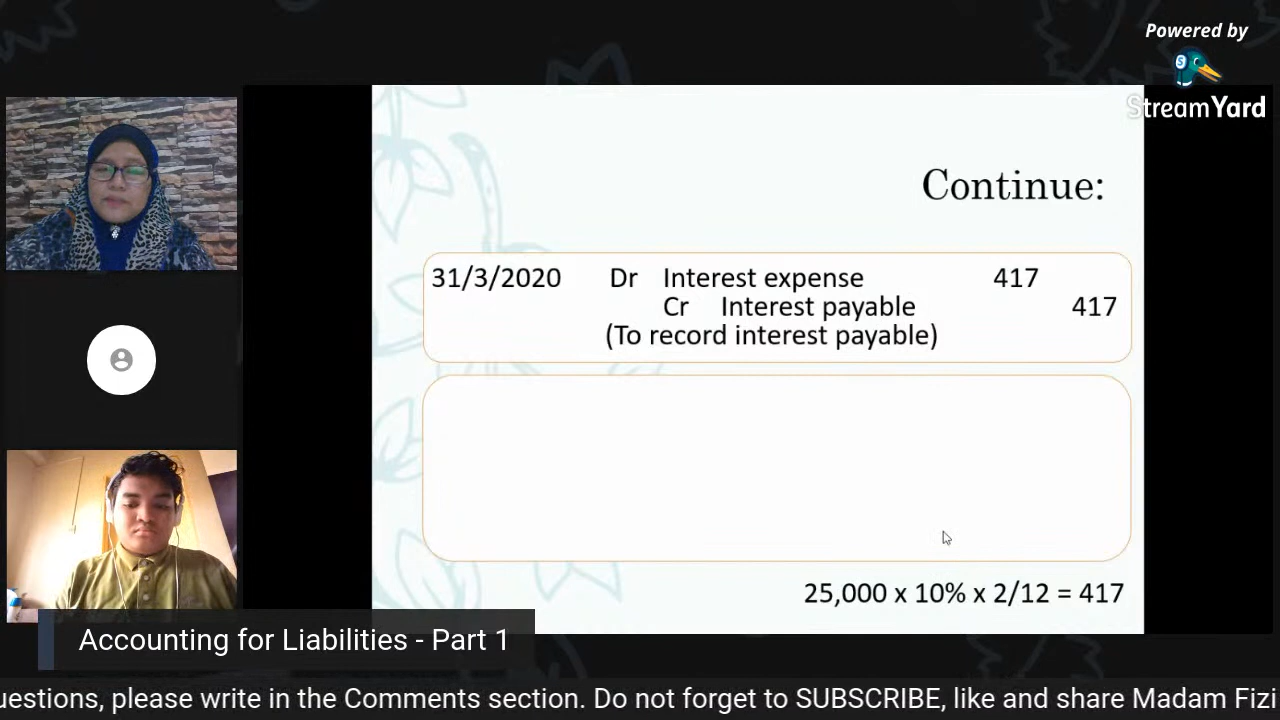 Powered by
StreamYard
Continue:
31/3/2020 Dr Interest expense 417
Cr Interest payable 417
(To record interest payable)
25,000 x 10% x 2/12 = 417
Accounting for Liabilities - Part 1
uestions, please write in the Comments section. Do not forget to SUBSCRIBE, like and share Madam Fizi